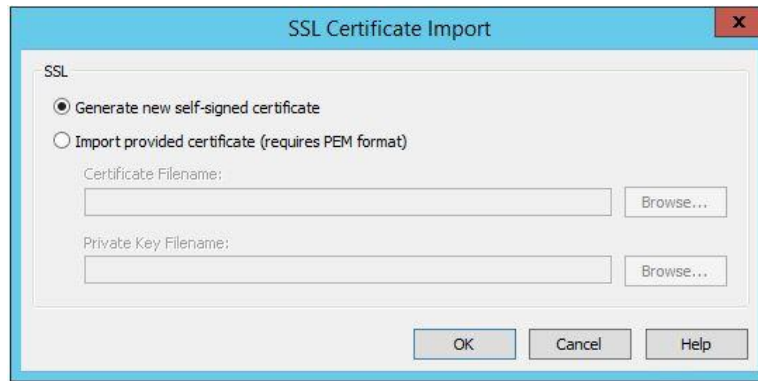 SSL Certificate Import
x
SSL
Generate new self-signed certificate
Import provided certificate (requires PEM format)
Certificate Filename:
Browse...
Private Key Filename:
Browse...
OK Cancel Help